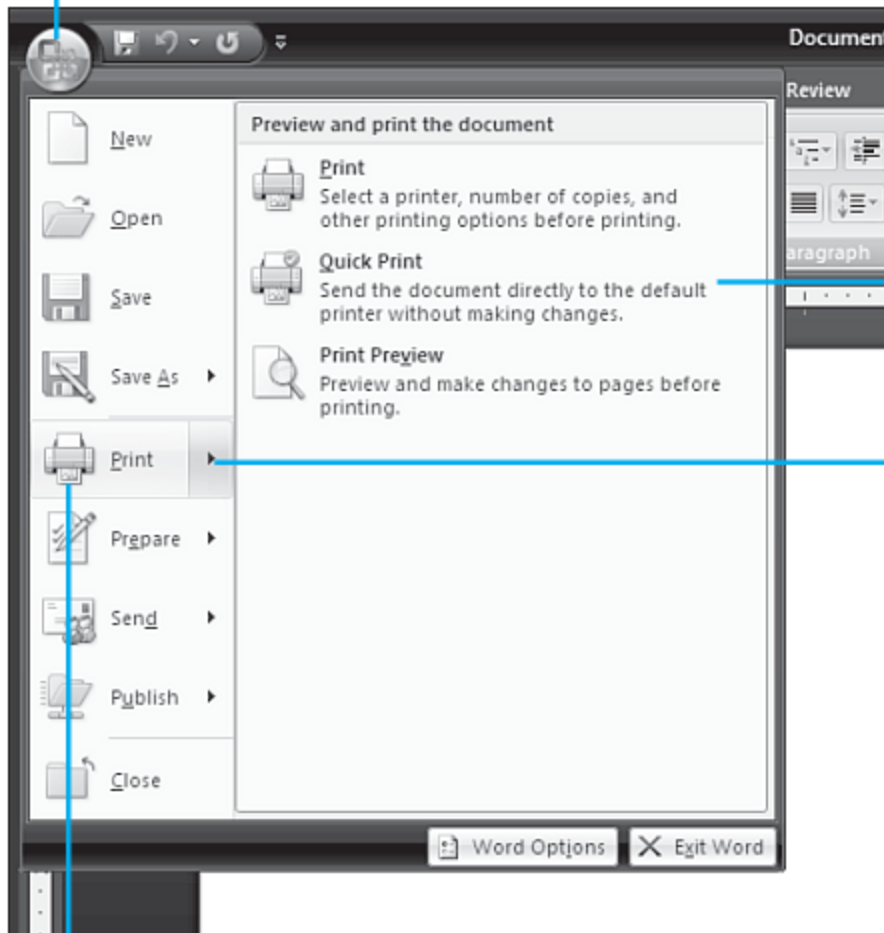 Document
Review
New
Open
Save
Save As
Print
Prepare
Send
Publish
Close
Preview and print the document
Print
Select a printer, number of copies, and
other printing options before printing.
Quick Print
Send the document directly to the default
printer without making changes.
Print Preview
Preview and make changes to pages before
printing.
aragraph
1
Word Options
Exit Word